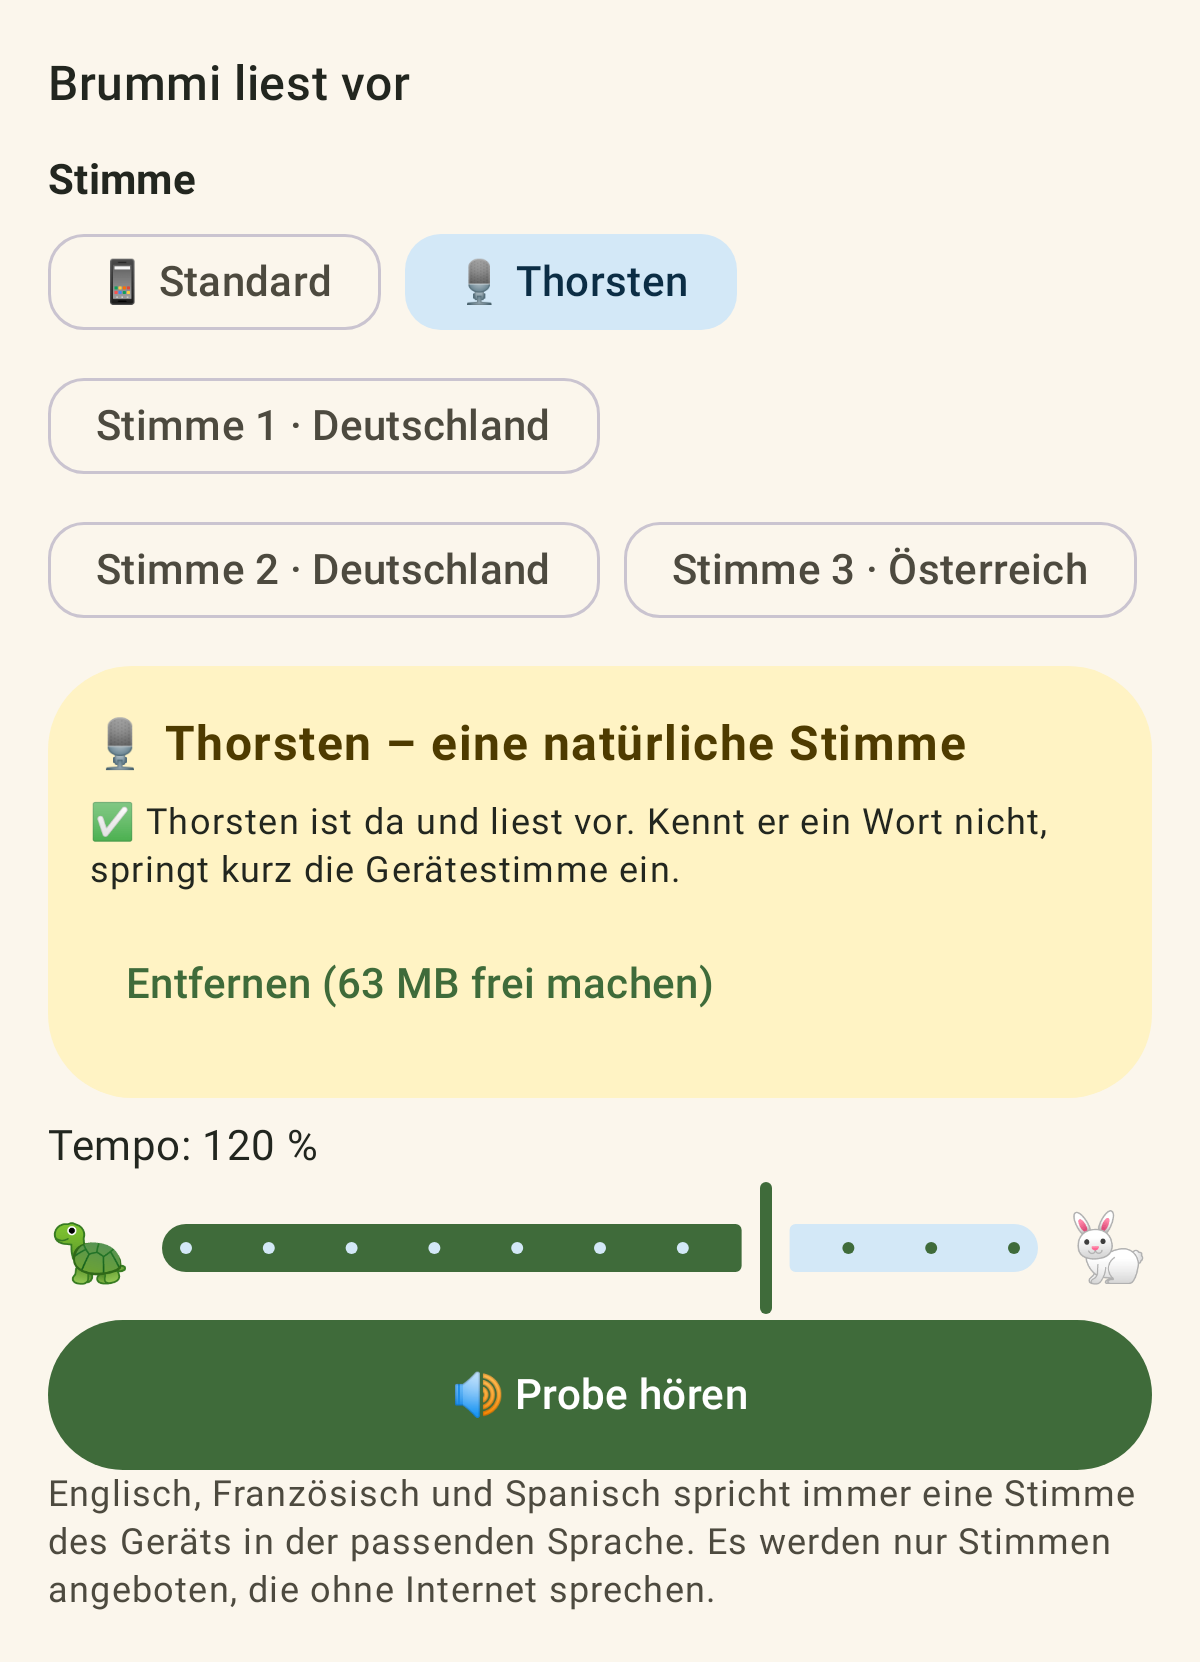 Brummi liest vor
Stimme
Standard
Thorsten
Stimme 1 · Deutschland
Stimme 2 · Deutschland
Stimme 3 · Österreich
Thorsten – eine natürliche Stimme
✅ Thorsten ist da und liest vor. Kennt er ein Wort nicht,
springt kurz die Gerätestimme ein.
Entfernen (63 MB frei machen)
Tempo: 120 %
Probe hören
Englisch, Französisch und Spanisch spricht immer eine Stimme
des Geräts in der passenden Sprache. Es werden nur Stimmen
angeboten, die ohne Internet sprechen.